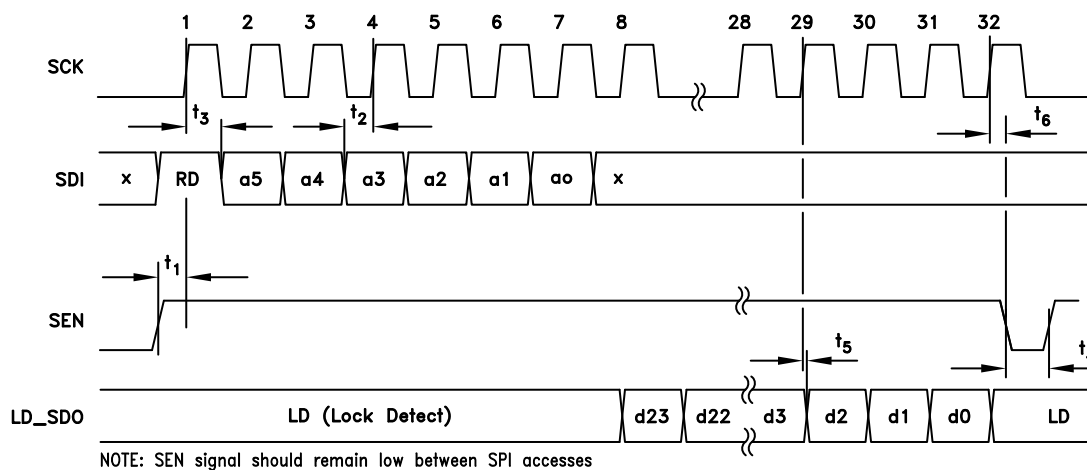 1 2 3 4 5 6 7 8 28 29 30 31 32
SCK
t3 t2 t6
SDI x RD a5 a4 a3 a2 a1 ao x
t1
SEN
t5 t
LD_SDO LD (Lock Detect) d23 d22 d3 d2 d1 d0 LD
NOTE: SEN signal should remain low between SPI accesses